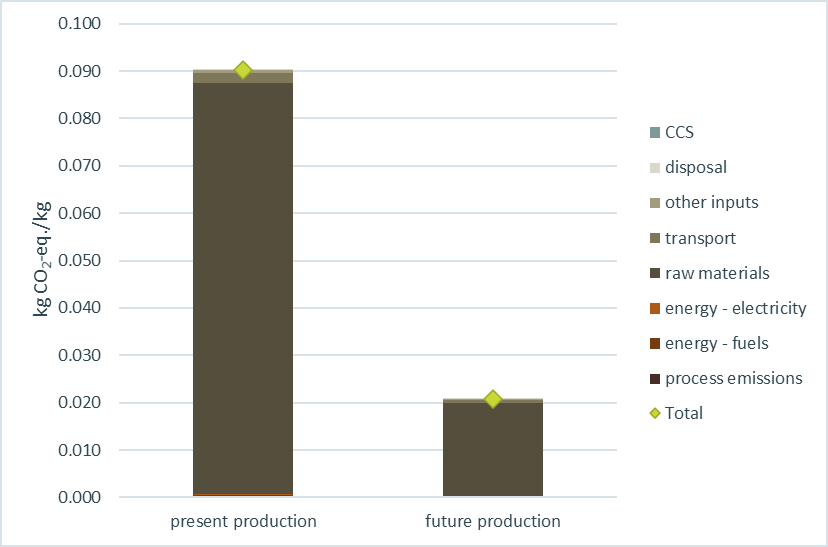 0.100
0.090
0.080
0.070
0.060
0.050
0.040
0.030
0.020
0.010
0.000
kg CO₂-eq./kg
present production
future production
CCS
disposal
other inputs
transport
raw materials
energy - electricity
energy - fuels
process emissions
Total